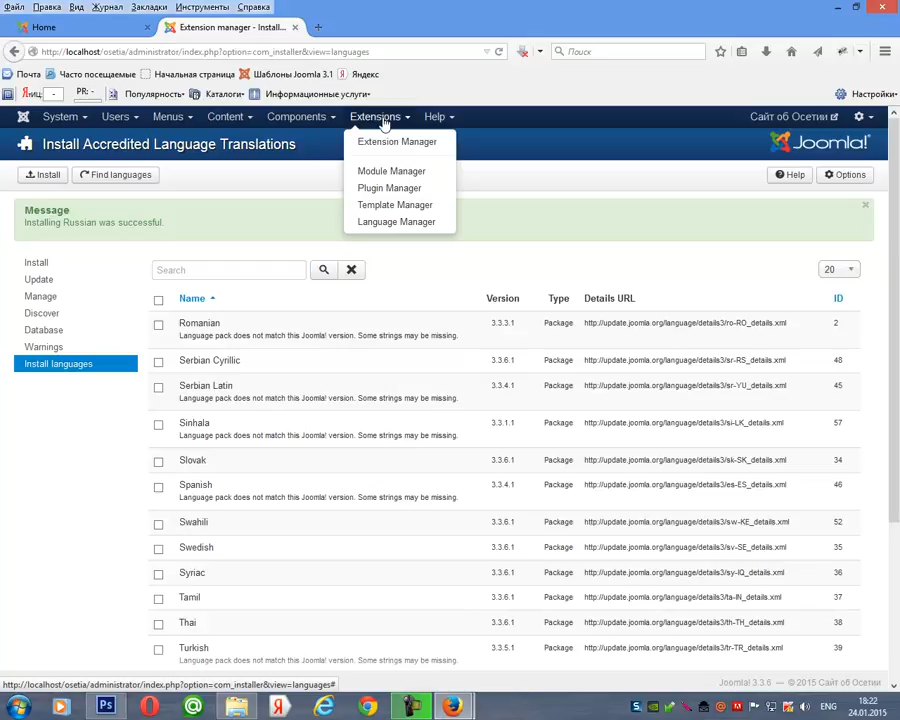 Файл Правка Вид Журнал Закладки Инструменты Справка
Home
Extension manager - Install...
http://localhost/osetia/administrator/index.php?option=com_installer&view=languages
Поиск
Почта Часто посещаемые Начальная страница Шаблоны Joomla 3.1 Яндекс
PR: - Популярность Каталоги Информационные услуги Настройки
System Users Menus Content Components Extensions Help
Сайт об Осетии
Install Accredited Language Translations
Joomla!®
Install Find languages
Help Options
Extension Manager
Module Manager
Plugin Manager
Template Manager
Language Manager
Message
Installing Russian was successful.
Install
Update
Manage
Discover
Database
Warnings
Install languages
Search
20
Name Version Type Details URL ID
Romanian 3.3.3.1 Package http://update.joomla.org/language/details3/ro-RO_details.xml 2
Language pack does not match this Joomla! version. Some strings may be missing.
Serbian Cyrillic 3.3.6.1 Package http://update.joomla.org/language/details3/sr-RS_details.xml 48
Serbian Latin 3.3.4.1 Package http://update.joomla.org/language/details3/sr-YU_details.xml 45
Language pack does not match this Joomla! version. Some strings may be missing.
Sinhala 3.3.1.1 Package http://update.joomla.org/language/details3/si-LK_details.xml 57
Language pack does not match this Joomla! version. Some strings may be missing.
Slovak 3.3.6.1 Package http://update.joomla.org/language/details3/sk-SK_details.xml 34
Spanish 3.3.4.1 Package http://update.joomla.org/language/details3/es-ES_details.xml 46
Language pack does not match this Joomla! version. Some strings may be missing.
Swahili 3.3.6.1 Package http://update.joomla.org/language/details3/sw-KE_details.xml 52
Swedish 3.3.6.1 Package http://update.joomla.org/language/details3/sv-SE_details.xml 35
Syriac 3.3.6.1 Package http://update.joomla.org/language/details3/sy-IQ_details.xml 36
Tamil 3.3.6.1 Package http://update.joomla.org/language/details3/ta-IN_details.xml 37
Thai 3.3.6.1 Package http://update.joomla.org/language/details3/th-TH_details.xml 38
Turkish 3.3.5.1 Package http://update.joomla.org/language/details3/tr-TR_details.xml 39
Language pack does not match this Joomla! version. Some strings may be missing.
http://localhost/osetia/administrator/index.php?option=com_installer&view=languages#
Joomla! 3.3.6 — © 2015 Сайт об Осетии
Ps
ENG
18:22
24.01.2015